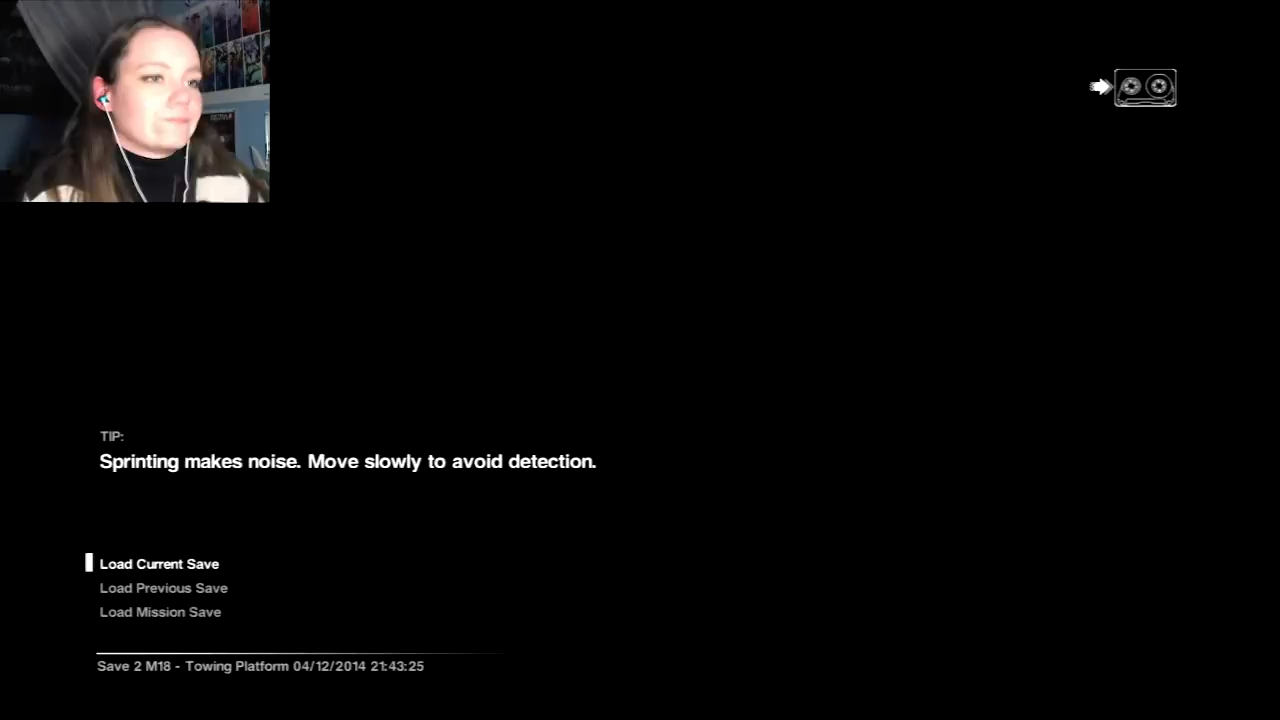 TIP:
Sprinting makes noise. Move slowly to avoid detection.
Load Current Save
Load Previous Save
Load Mission Save
Save 2 M18 - Towing Platform 04/12/2014 21:43:25